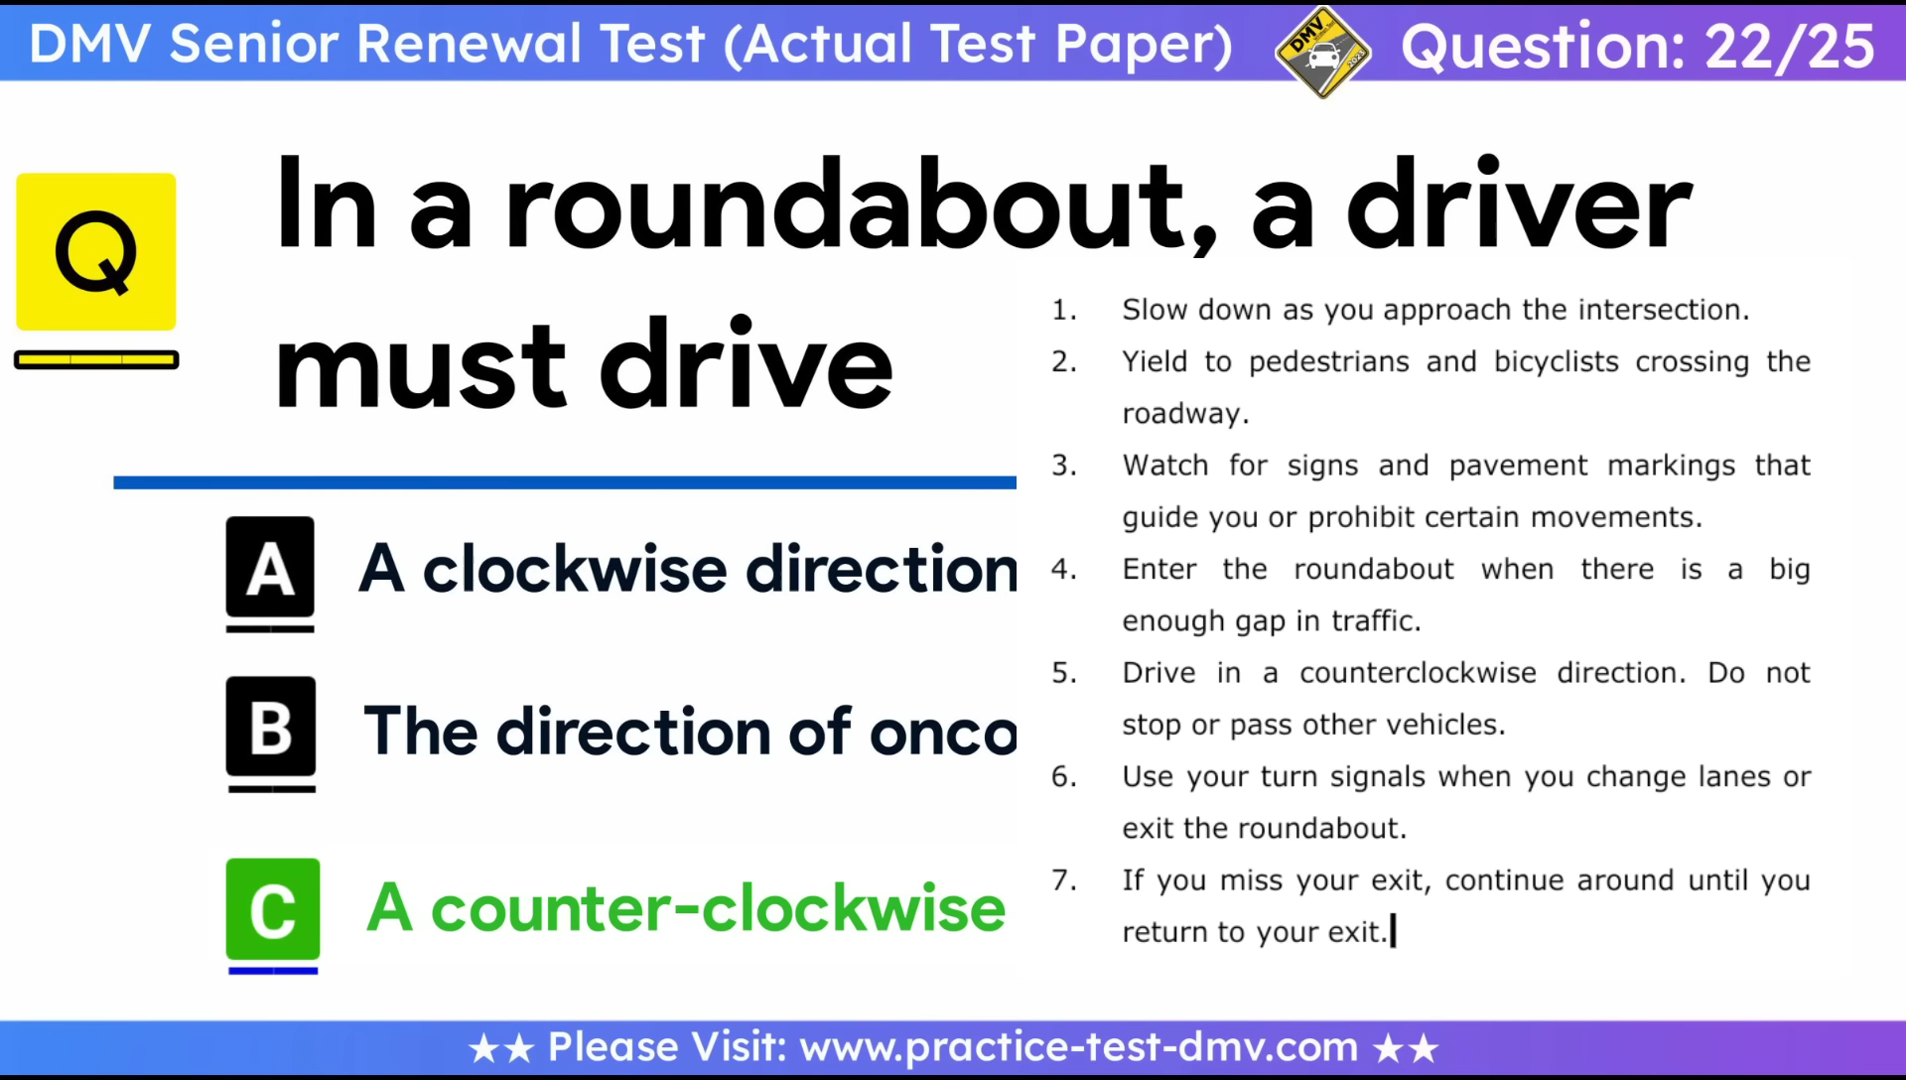 DMV Senior Renewal Test (Actual Test Paper)
DMV
2023
Question: 22/25
Q
In a roundabout, a driver
must drive
A
A clockwise direction
B
The direction of onco
C
A counter-clockwise
1. Slow down as you approach the intersection.
2. Yield to pedestrians and bicyclists crossing the
roadway.
3. Watch for signs and pavement markings that
guide you or prohibit certain movements.
4. Enter the roundabout when there is a big
enough gap in traffic.
5. Drive in a counterclockwise direction. Do not
stop or pass other vehicles.
6. Use your turn signals when you change lanes or
exit the roundabout.
7. If you miss your exit, continue around until you
return to your exit.
★★ Please Visit: www.practice-test-dmv.com ★★